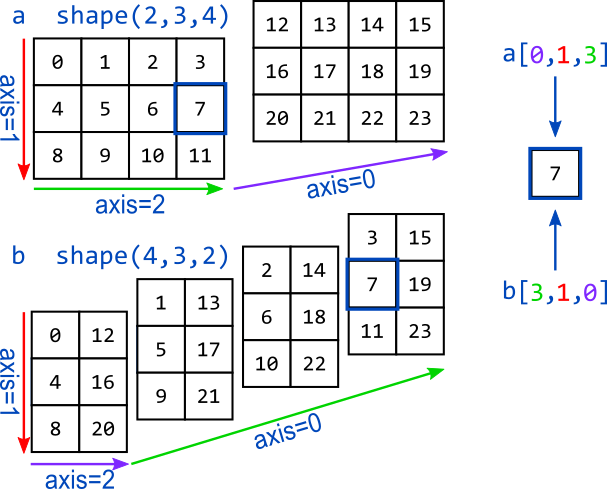 a shape(2,3,4)
12 13 14 15
0 1 2 3
16 17 18 19
4 5 6 7
20 21 22 23
8 9 10 11
axis=1
axis=2
axis=0
a[0,1,3]
7
b[3,1,0]
b shape(4,3,2)
0 12
4 16
8 20
1 13
5 17
9 21
2 14
6 18
10 22
3 15
7 19
11 23
axis=1
axis=2
axis=0